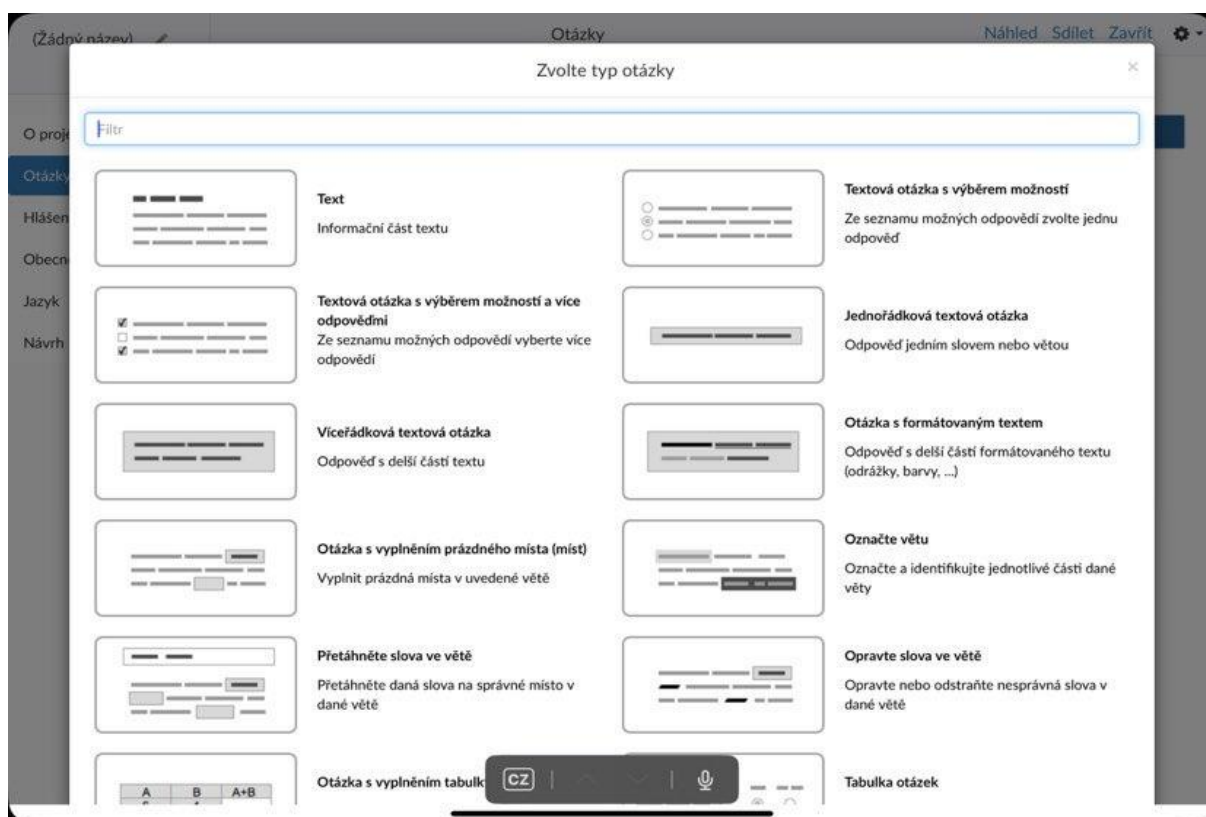 (Žádný název)
Otázky
Náhled Sdílet Zavřít
Zvolte typ otázky
×
Filtr
O proje
Otázky
Hlášen
Obecn
Jazyk
Návrh
Text
Informační část textu
Textová otázka s výběrem možností
Ze seznamu možných odpovědí zvolte jednu
odpověď
Textová otázka s výběrem možností a více
odpověďmi
Ze seznamu možných odpovědí vyberte více
odpovědí
Jednořádková textová otázka
Odpověď jedním slovem nebo větou
Víceřádková textová otázka
Odpověď s delší částí textu
Otázka s formátovaným textem
Odpověď s delší částí formátovaného textu
(odrážky, barvy, ...)
Otázka s vyplněním prázdného místa (míst)
Vyplnit prázdná místa v uvedené větě
Označte větu
Označte a identifikujte jednotlivé části dané
věty
Přetáhněte slova ve větě
Přetáhněte daná slova na správné místo v
dané větě
Opravte slova ve větě
Opravte nebo odstraňte nesprávná slova v
dané větě
A B A+B
Otázka s vyplněním tabulk
CZ
Tabulka otázek